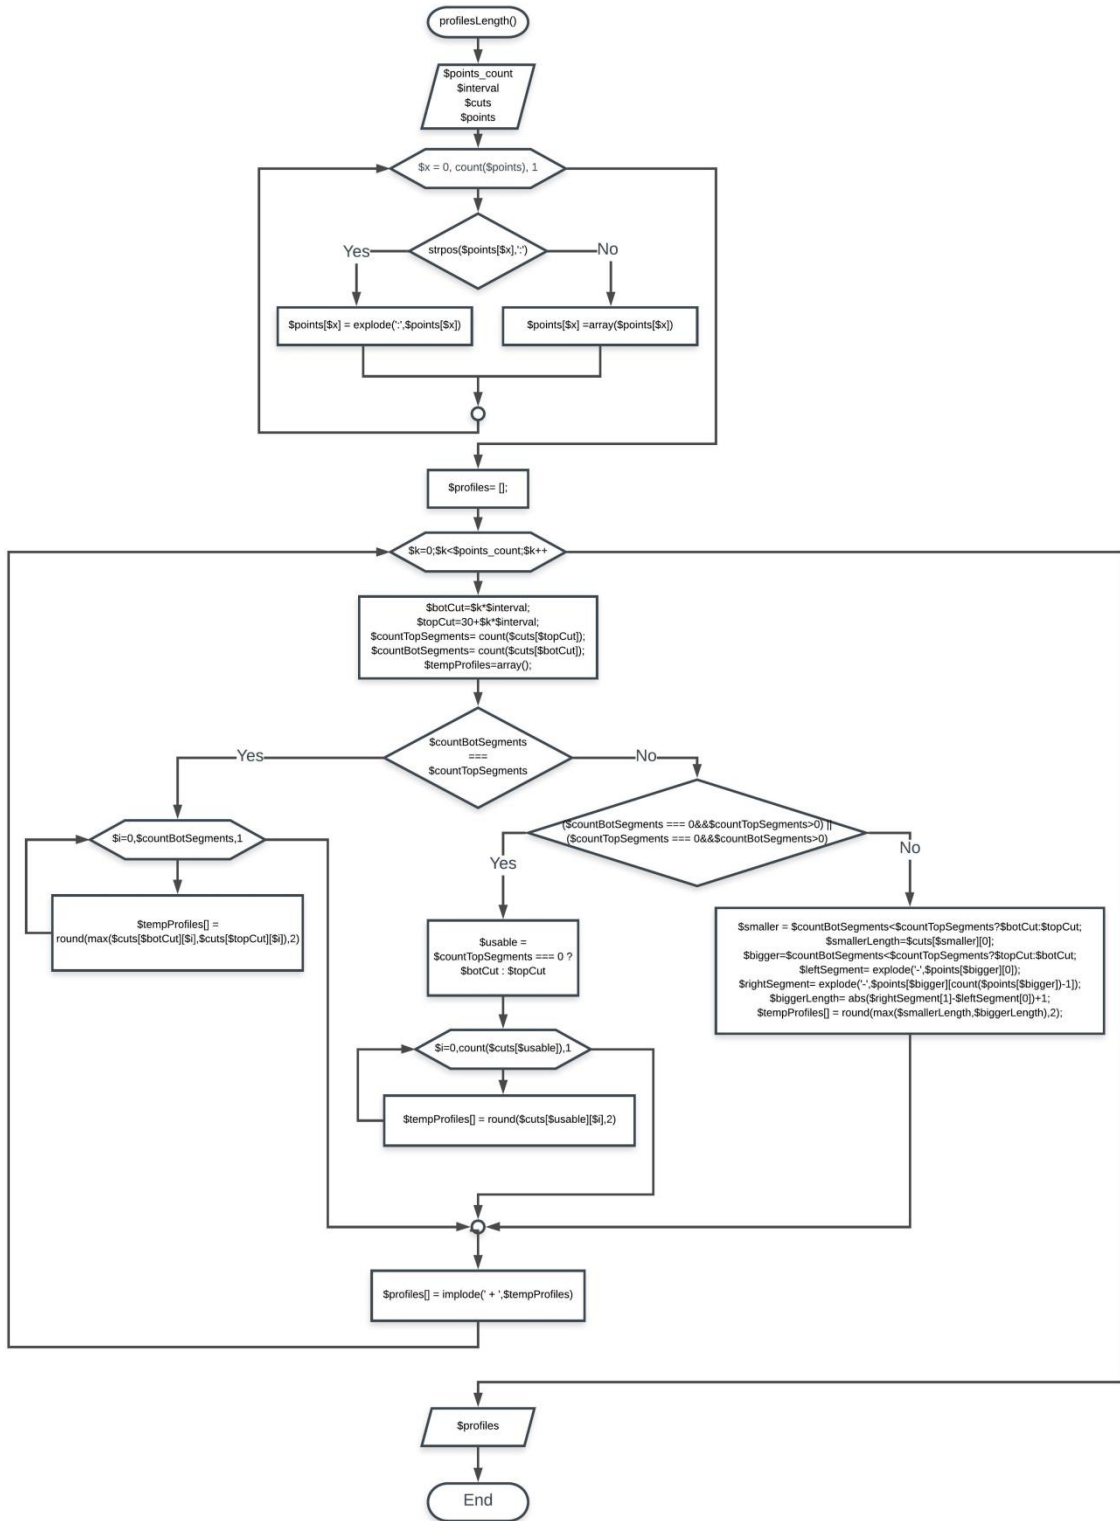 profilesLength()
$points_count
$interval
$cuts
$points
$x = 0, count($points), 1
strpos($points[$x],':')
Yes
No
$points[$x] = explode(':',$points[$x])
$points[$x] =array($points[$x])
$profiles= [];
$k=0;$k<$points_count;$k++
$botCut=$k*$interval;
$topCut=30+$k*$interval;
$countTopSegments= count($cuts[$topCut]);
$countBotSegments= count($cuts[$botCut]);
$tempProfiles=array();
$countBotSegments
===
$countTopSegments
Yes
No
$i=0,$countBotSegments,1
$tempProfiles[] =
round(max($cuts[$botCut][$i],$cuts[$topCut][$i]),2)
($countBotSegments === 0&&$countTopSegments>0) ||
($countTopSegments === 0&&$countBotSegments>0)
Yes
No
$usable =
$countTopSegments === 0 ?
$botCut : $topCut
$i=0,count($cuts[$usable]),1
$tempProfiles[] = round($cuts[$usable][$i],2)
$smaller = $countBotSegments<$countTopSegments?$botCut:$topCut;
$smallerLength=$cuts[$smaller][0];
$bigger=$countBotSegments<$countTopSegments?$topCut:$botCut;
$leftSegment= explode('-',$points[$bigger][0]);
$rightSegment= explode('-',$points[$bigger][count($points[$bigger])-1]);
$biggerLength= abs($rightSegment[1]-$leftSegment[0])+1;
$tempProfiles[] = round(max($smallerLength,$biggerLength),2);
$profiles[] = implode(' + ',$tempProfiles)
$profiles
End